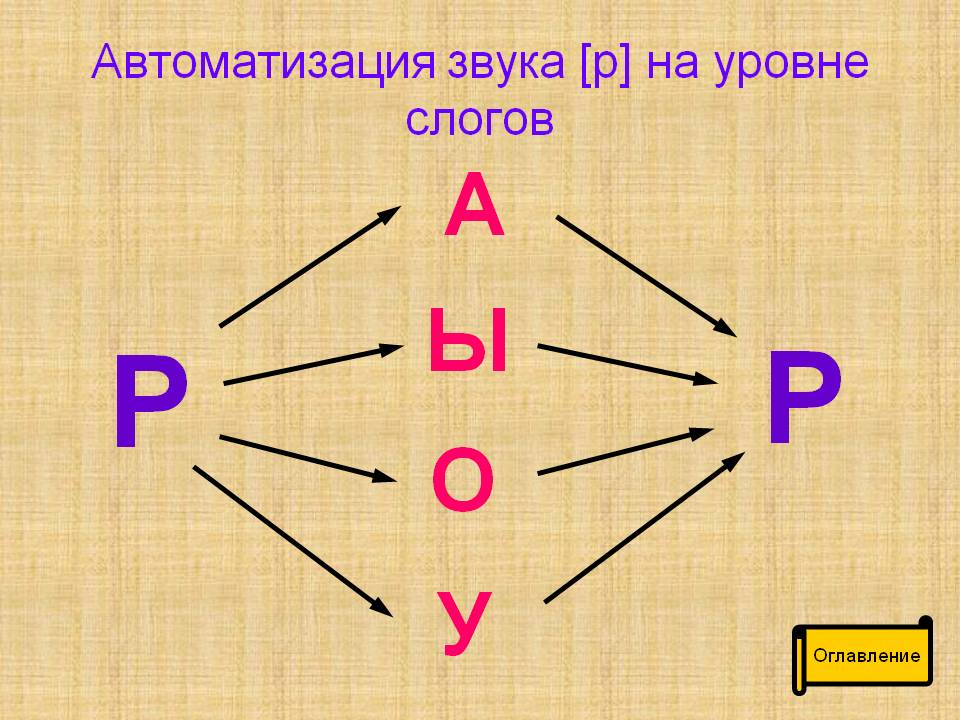 Автоматизация звука [р] на уровне
слогов
А
Ы
Р
Р
О
У
Оглавление